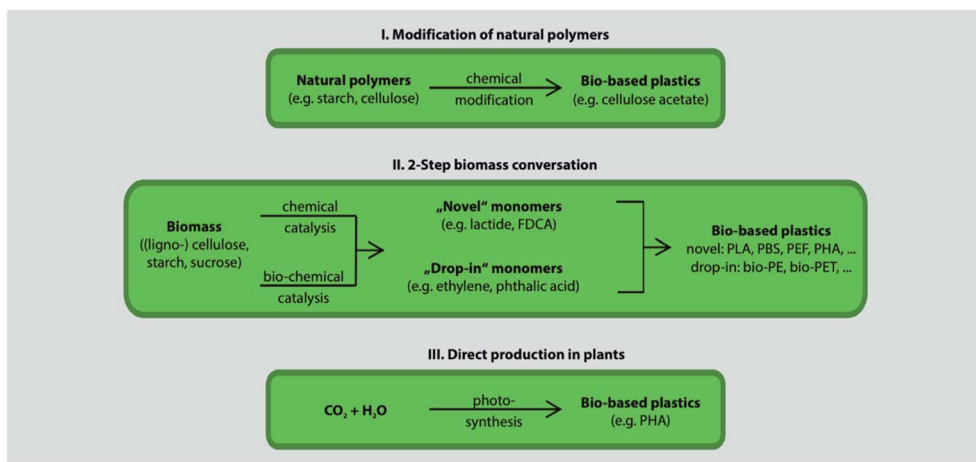 I. Modification of natural polymers
Natural polymers
(e.g. starch, cellulose)
chemical
modification
Bio-based plastics
(e.g. cellulose acetate)
II. 2-Step biomass conversation
Biomass
((ligno-) cellulose,
starch, sucrose)
chemical
catalysis
bio-chemical
catalysis
„Novel“ monomers
(e.g. lactide, FDCA)
„Drop-in“ monomers
(e.g. ethylene, phthalic acid)
Bio-based plastics
novel: PLA, PBS, PEF, PHA, ...
drop-in: bio-PE, bio-PET, ...
III. Direct production in plants
CO₂ + H₂O
photo-
synthesis
Bio-based plastics
(e.g. PHA)